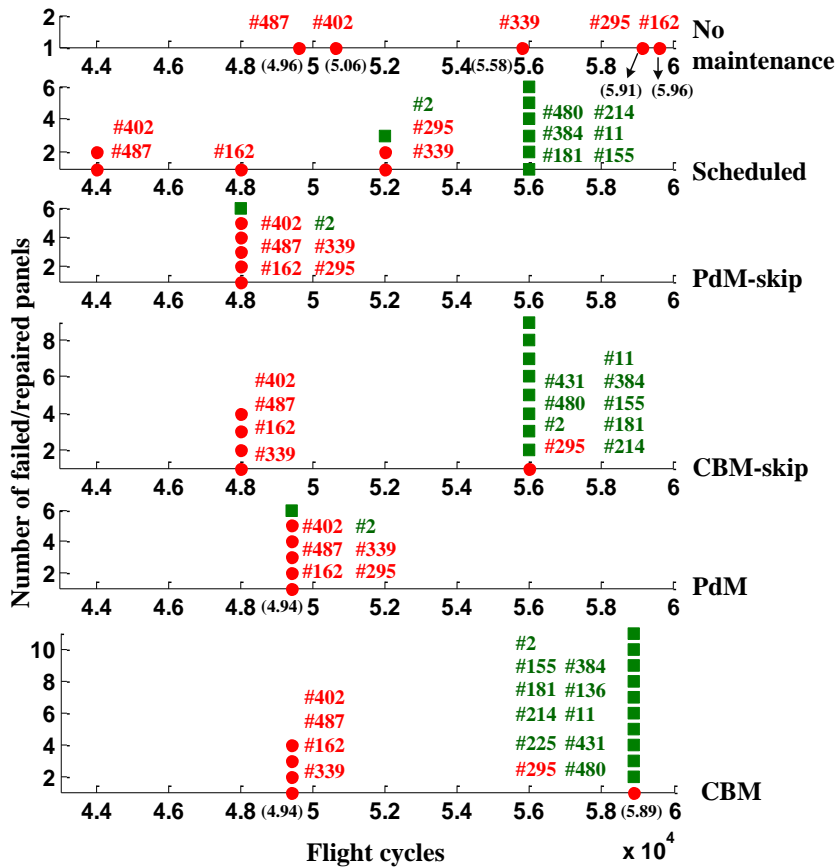 2
#487 #402 #339 #295 #162
No
1
maintenance
4.4 4.6 4.8 5 5.2 5.4 5.6 5.8 6
(4.96) (5.06) (5.58) (5.91) (5.96)
6
#2 #480 #214
4
#402 #295 #384 #11
2
#487 #162 #339 #181 #155
Scheduled
4.4 4.6 4.8 5 5.2 5.4 5.6 5.8 6
6
#402 #2
4
#487 #339
2
#162 #295
PdM-skip
4.4 4.6 4.8 5 5.2 5.4 5.6 5.8 6
8
#11
#402 #431 #384
6
#487 #480 #155
4
#162 #2 #181
2
#339 #295 #214
CBM-skip
4.4 4.6 4.8 5 5.2 5.4 5.6 5.8 6
6
#402 #2
4
#487 #339
2
#162 #295
PdM
4.4 4.6 4.8 5 5.2 5.4 5.6 5.8 6
(4.94)
10
#2
#155 #384
8
#402 #181 #136
6
#487 #214 #11
4
#162 #225 #431
2
#339 #295 #480
CBM
4.4 4.6 4.8 5 5.2 5.4 5.6 5.8 6
(4.94) (5.89)
x 10^4
Flight cycles
Number of failed/repaired panels